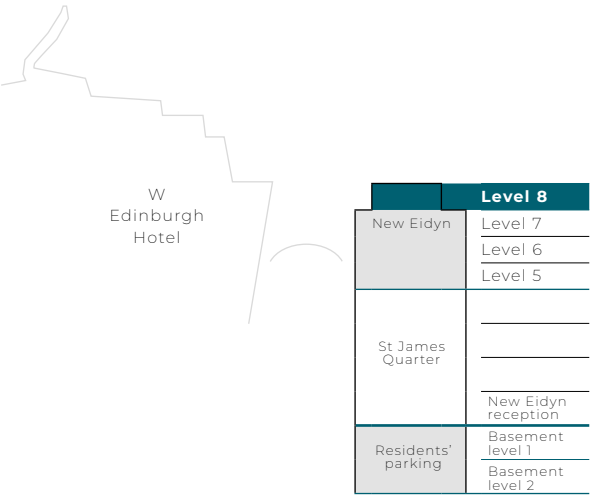 W
Edinburgh
Hotel
Level 8
New Eidyn
Level 7
Level 6
Level 5
St James
Quarter
New Eidyn
reception
Residents’
parking
Basement
level 1
Basement
level 2